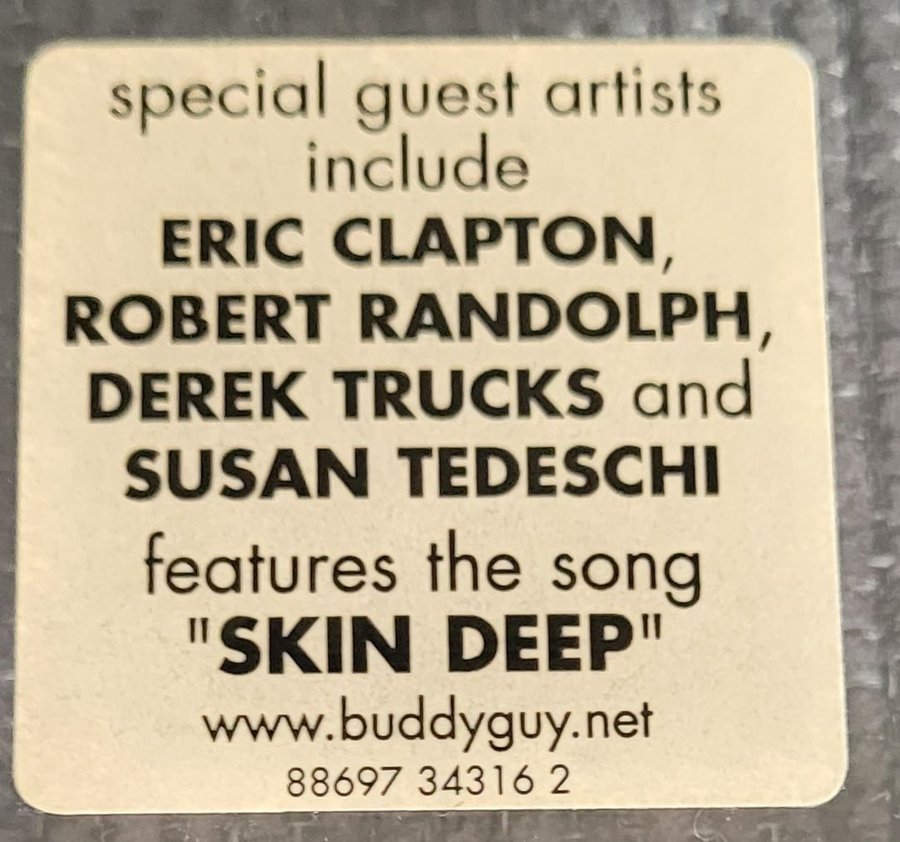 special guest artists
include
ERIC CLAPTON,
ROBERT RANDOLPH,
DEREK TRUCKS and
SUSAN TEDESCHI
features the song
"SKIN DEEP"
www.buddyguy.net
88697 34316 2